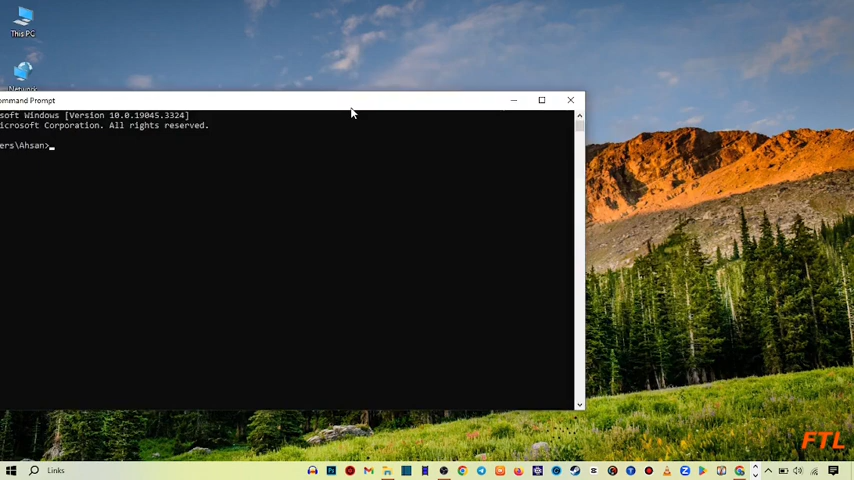 This PC
Network
ommand Prompt
soft Windows [Version 10.0.19045.3324]
icrosoft Corporation. All rights reserved.
ers\Ahsan>
FTL
Links